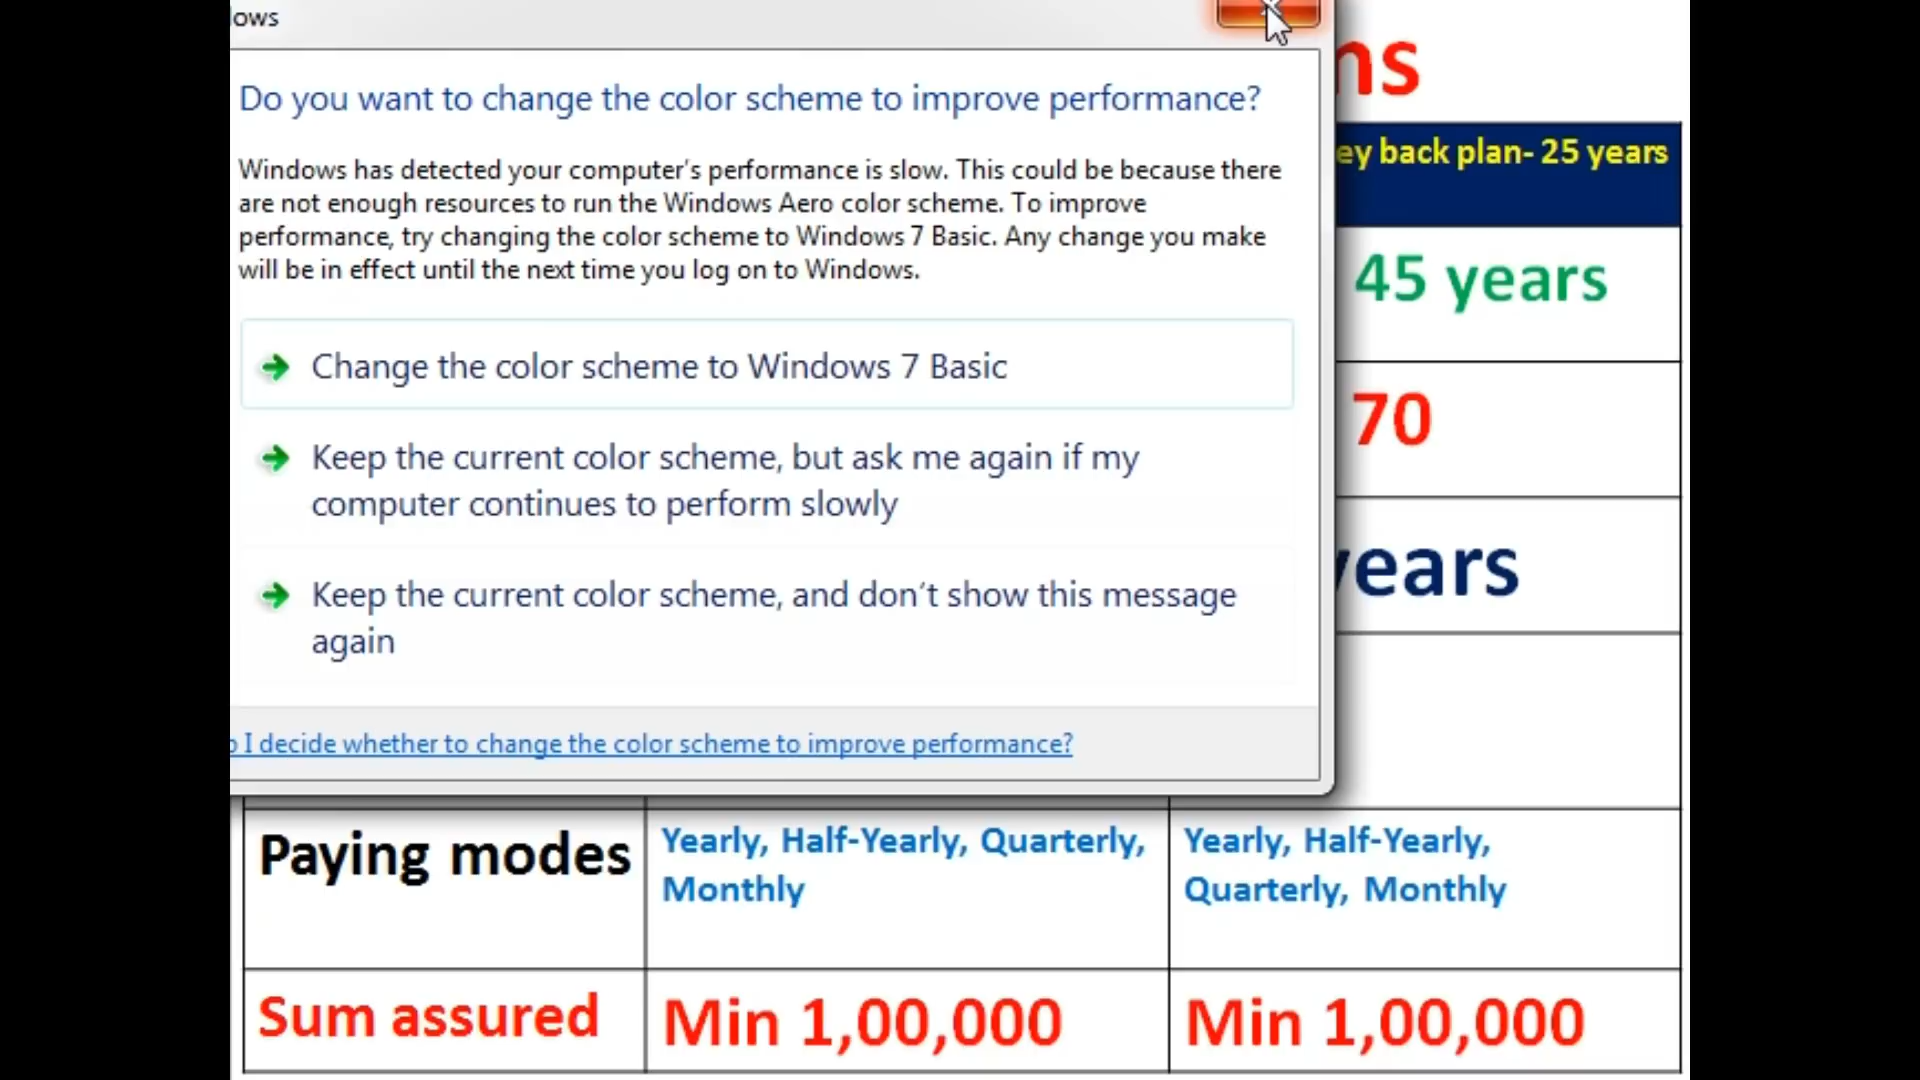 Do you want to change the color scheme to improve performance?
Windows has detected your computer's performance is slow. This could be because there
are not enough resources to run the Windows Aero color scheme. To improve
performance, try changing the color scheme to Windows 7 Basic. Any change you make
will be in effect until the next time you log on to Windows.
Change the color scheme to Windows 7 Basic
Keep the current color scheme, but ask me again if my
computer continues to perform slowly
Keep the current color scheme, and don't show this message
again
I decide whether to change the color scheme to improve performance?
back plan- 25 years
45 years
70
years
Paying modes
Yearly, Half-Yearly, Quarterly,
Monthly
Yearly, Half-Yearly,
Quarterly, Monthly
Sum assured
Min 1,00,000
Min 1,00,000